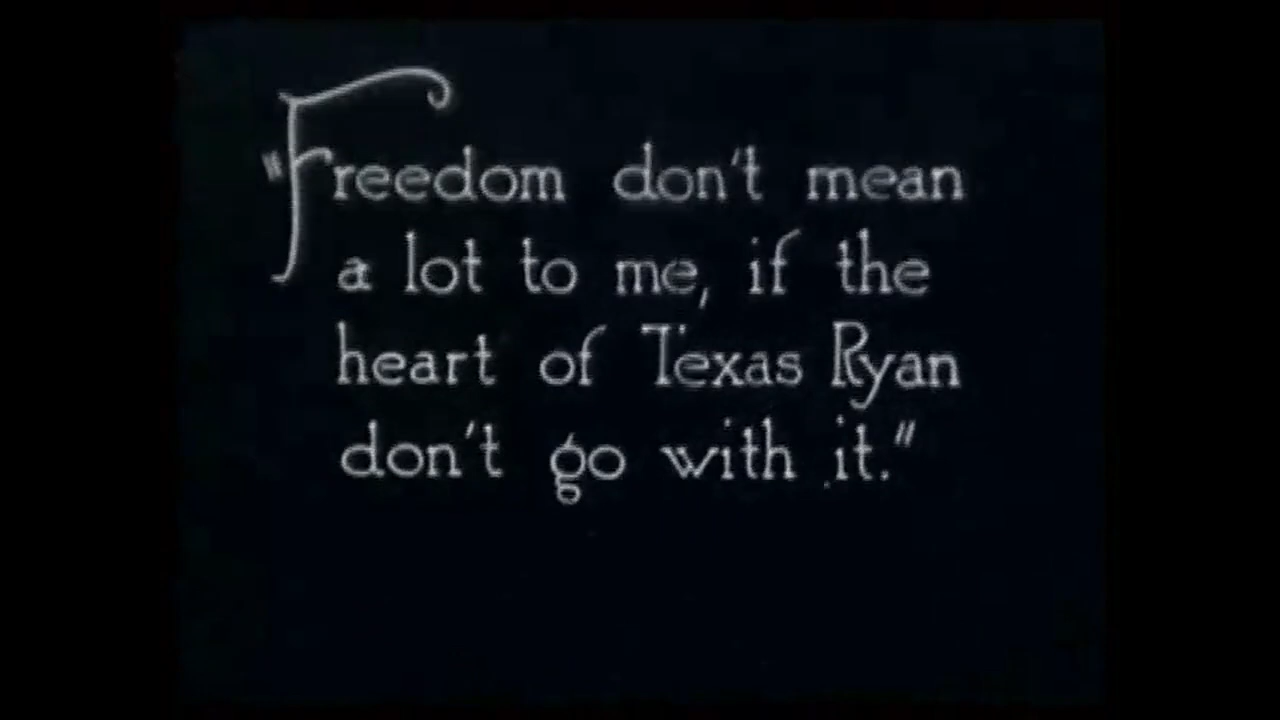 "Freedom don't mean
a lot to me, if the
heart of Texas Ryan
don't go with it."